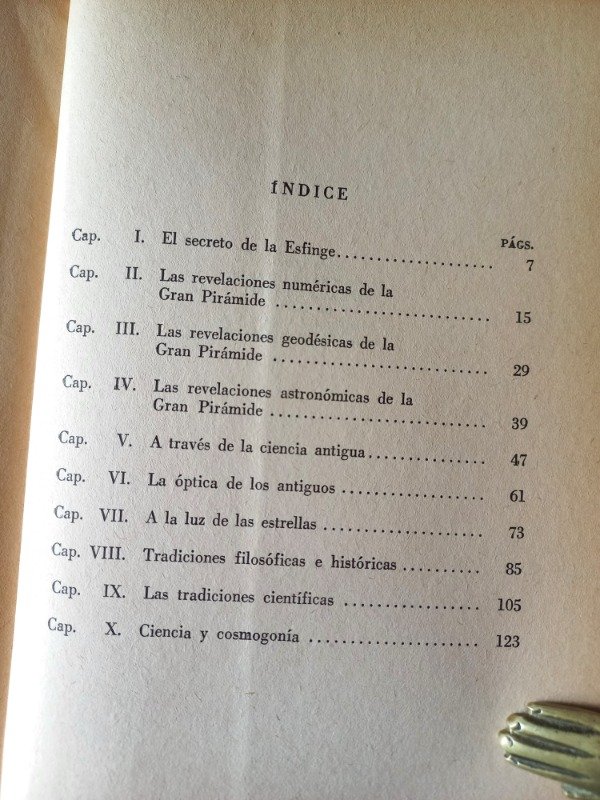 ÍNDICE
PÁGS.
Cap. I. El secreto de la Esfinge.................... 7
Cap. II. Las revelaciones numéricas de la
Gran Pirámide ............................ 15
Cap. III. Las revelaciones geodésicas de la
Gran Pirámide ............................ 29
Cap. IV. Las revelaciones astronómicas de la
Gran Pirámide ....................... 39
Cap. V. A través de la ciencia antigua............... 47
Cap. VI. La óptica de los antiguos ................... 61
Cap. VII. A la luz de las estrellas ..................... 73
Cap. VIII. Tradiciones filosóficas e históricas .......... 85
Cap. IX. Las tradiciones científicas .................. 105
Cap. X. Ciencia y cosmogonía ...................... 123